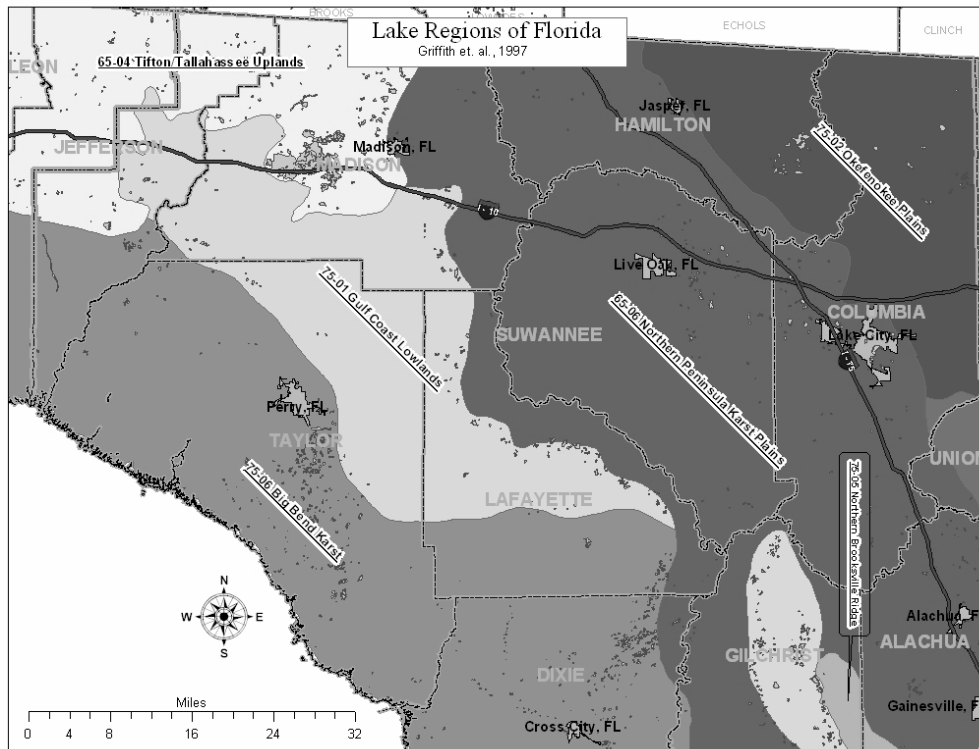 BROOKS
ECHOLS
CLINCH
Lake Regions of Florida
Griffith et. al., 1997
LEON
65-04 Tifton/Tallahassee Uplands
Jasper, FL
HAMILTON
75-02 Okefenokee Plains
JEFFERSON
Madison, FL
MADISON
I-10
Live Oak, FL
75-01 Gulf Coast Lowlands
65-06 Northern Peninsula Karst Plains
COLUMBIA
SUWANNEE
Lake City, FL
I-75
Perry, FL
TAYLOR
UNION
75-06 Big Bend Karst
LAFAYETTE
75-05 Northern Brooksville Ridge
N
W
E
S
Alachua, F
ALACHUA
GILCHRIST
DIXIE
Miles
Gainesville, F
0 4 8 16 24 32
Cross City, FL